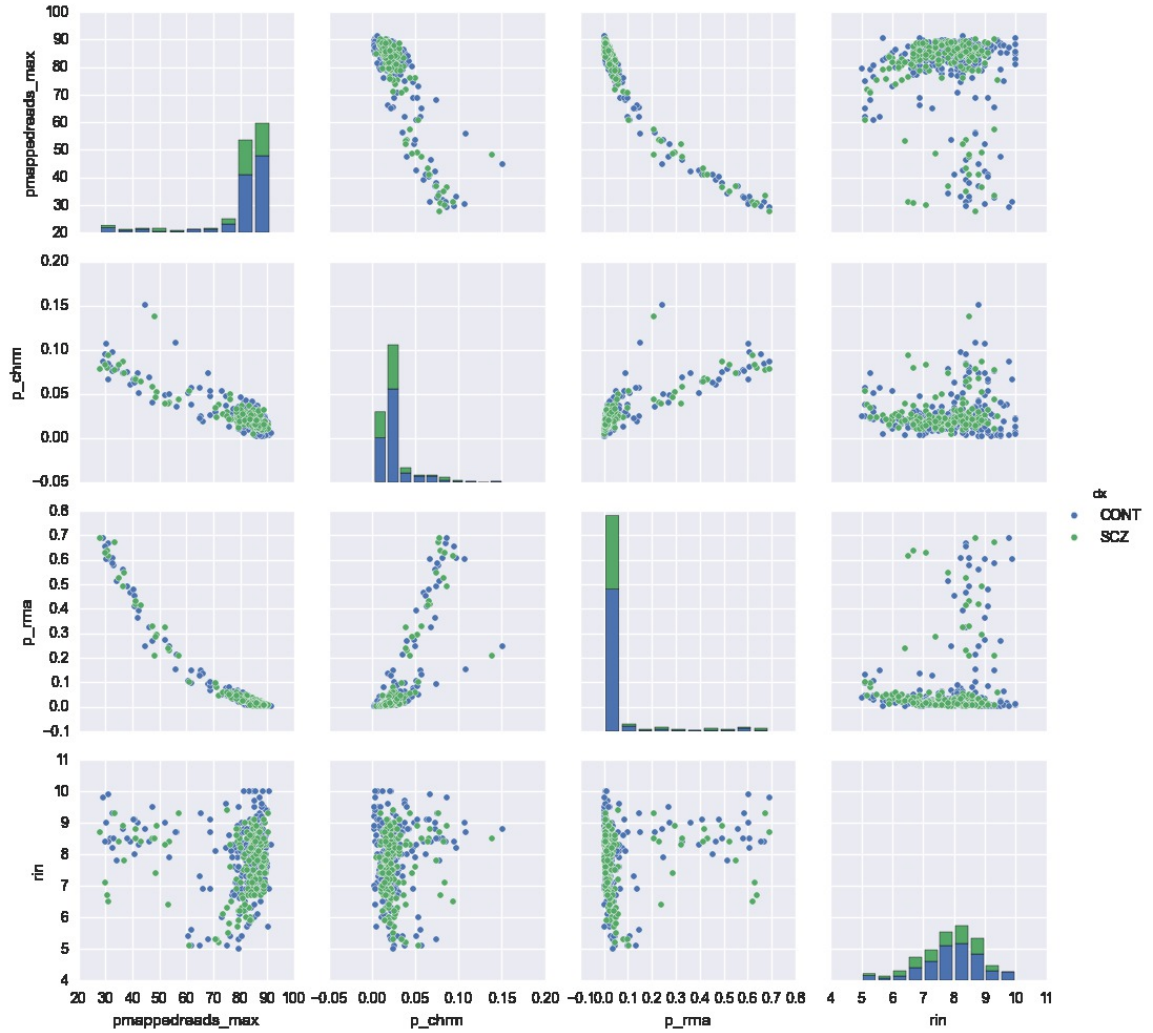 100
90
80
70
60
50
40
30
20
pmappedreads_max
0.20
0.15
0.10
0.05
0.00
−0.05
p_chrm
dx
CONT
SCZ
0.8
0.7
0.6
0.5
0.4
0.3
0.2
0.1
0.0
−0.1
p_rrna
11
10
9
8
7
6
5
4
rin
20 30 40 50 60 70 80 90 100
−0.05 0.00 0.05 0.10 0.15 0.20
−0.1 0.0 0.1 0.2 0.3 0.4 0.5 0.6 0.7 0.8
4 5 6 7 8 9 10 11
pmappedreads_max
p_chrm
p_rrna
rin